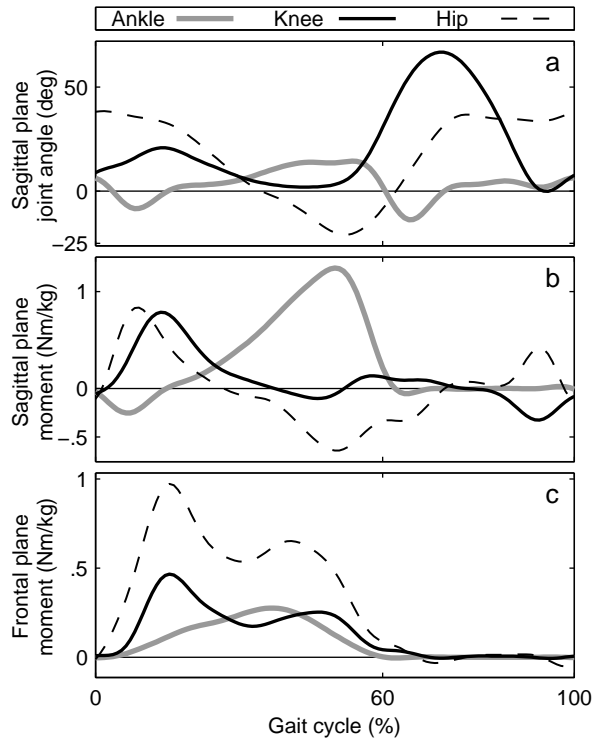 Ankle Knee Hip
a
50
0
−25
Sagittal plane
joint angle (deg)
b
1
0
−.5
Sagittal plane
moment (Nm/kg)
c
1
.5
0
Frontal plane
moment (Nm/kg)
0 60 100
Gait cycle (%)